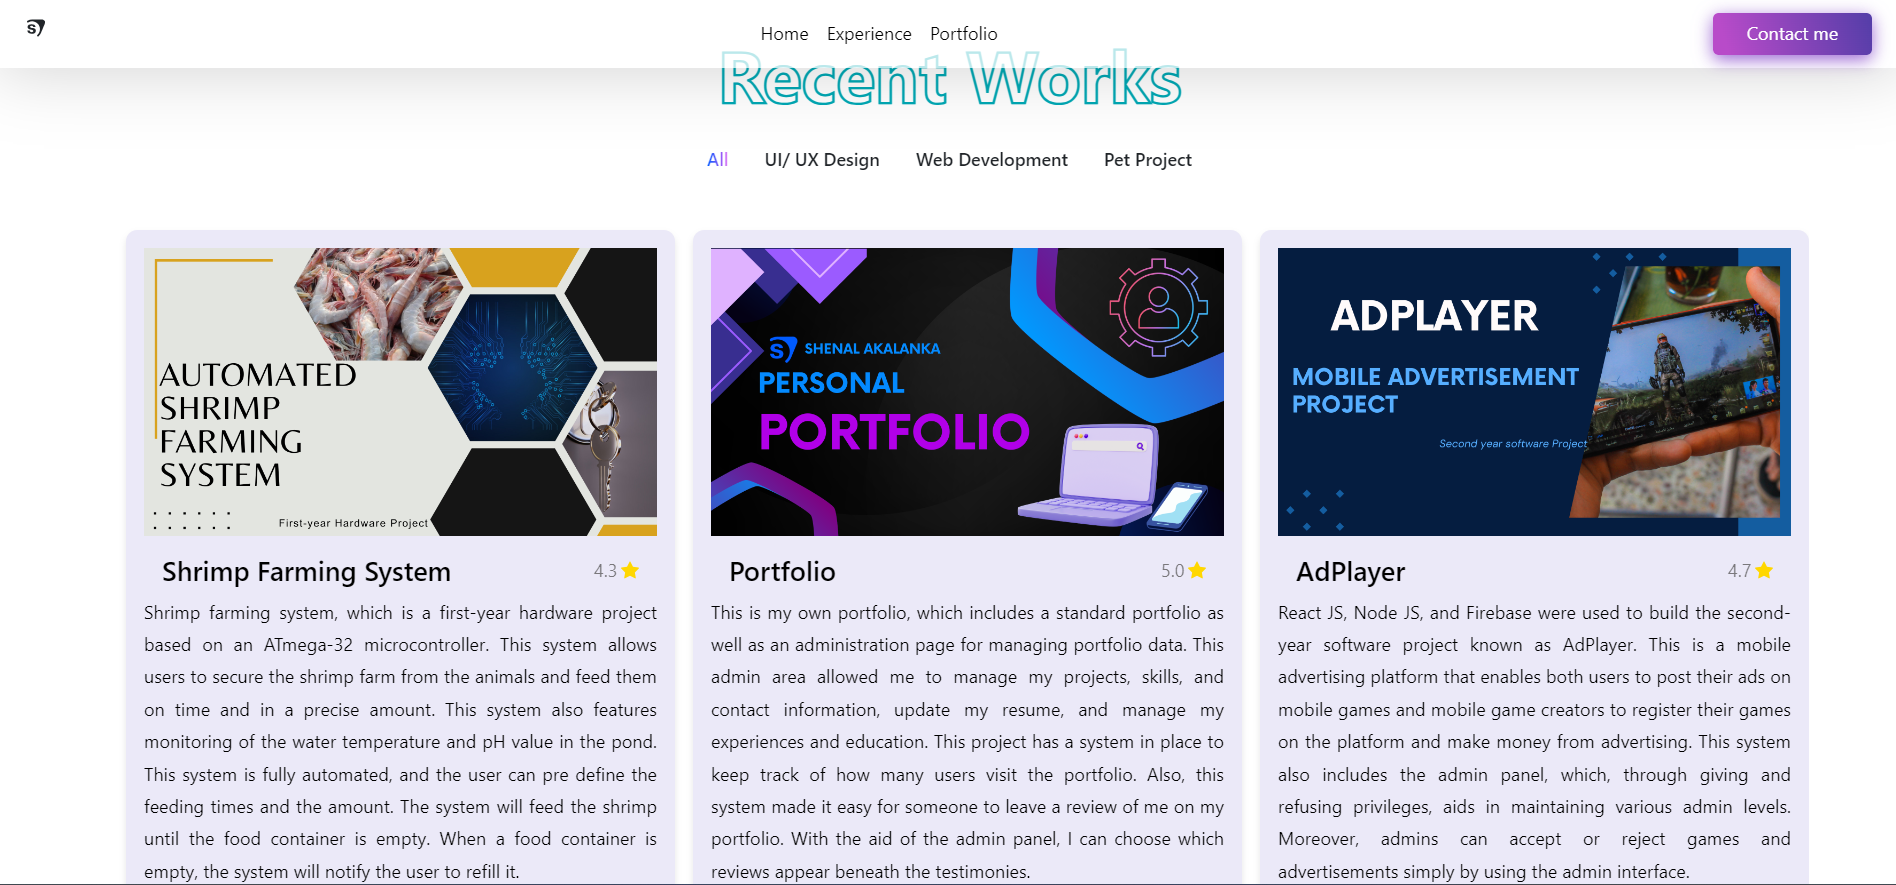 S7
Home Experience Portfolio
Contact me
Recent Works
All UI/ UX Design Web Development Pet Project
AUTOMATED
SHRIMP
FARMING
SYSTEM
First-year Hardware Project
Shrimp Farming System 4.3
Shrimp farming system, which is a first-year hardware project
based on an ATmega-32 microcontroller. This system allows
users to secure the shrimp farm from the animals and feed them
on time and in a precise amount. This system also features
monitoring of the water temperature and pH value in the pond.
This system is fully automated, and the user can pre define the
feeding times and the amount. The system will feed the shrimp
until the food container is empty. When a food container is
empty, the system will notify the user to refill it.
S7 SHENAL AKALANKA
PERSONAL
PORTFOLIO
Portfolio 5.0
This is my own portfolio, which includes a standard portfolio as
well as an administration page for managing portfolio data. This
admin area allowed me to manage my projects, skills, and
contact information, update my resume, and manage my
experiences and education. This project has a system in place to
keep track of how many users visit the portfolio. Also, this
system made it easy for someone to leave a review of me on my
portfolio. With the aid of the admin panel, I can choose which
reviews appear beneath the testimonies.
ADPLAYER
MOBILE ADVERTISEMENT
PROJECT
Second year software Project
AdPlayer 4.7
React JS, Node JS, and Firebase were used to build the second-
year software project known as AdPlayer. This is a mobile
advertising platform that enables both users to post their ads on
mobile games and mobile game creators to register their games
on the platform and make money from advertising. This system
also includes the admin panel, which, through giving and
refusing privileges, aids in maintaining various admin levels.
Moreover, admins can accept or reject games and
advertisements simply by using the admin interface.